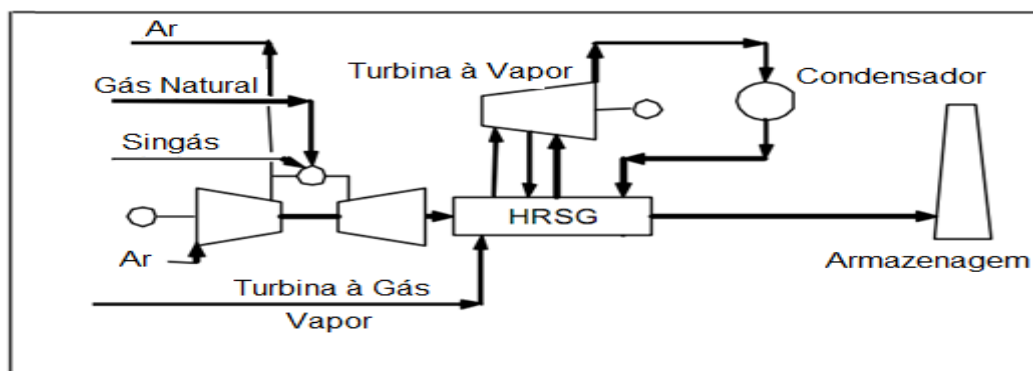 Ar
Gás Natural
Singás
Ar
Turbina à Vapor
Condensador
HRSG
Turbina à Gás
Vapor
Armazenagem